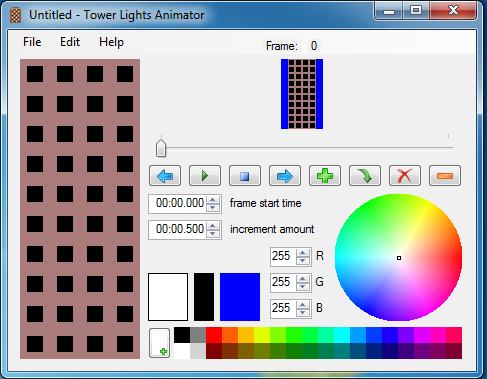 Untitled - Tower Lights Animator
File Edit Help
Frame: 0
00:00.000 frame start time
00:00.500 increment amount
255 R
255 G
255 B